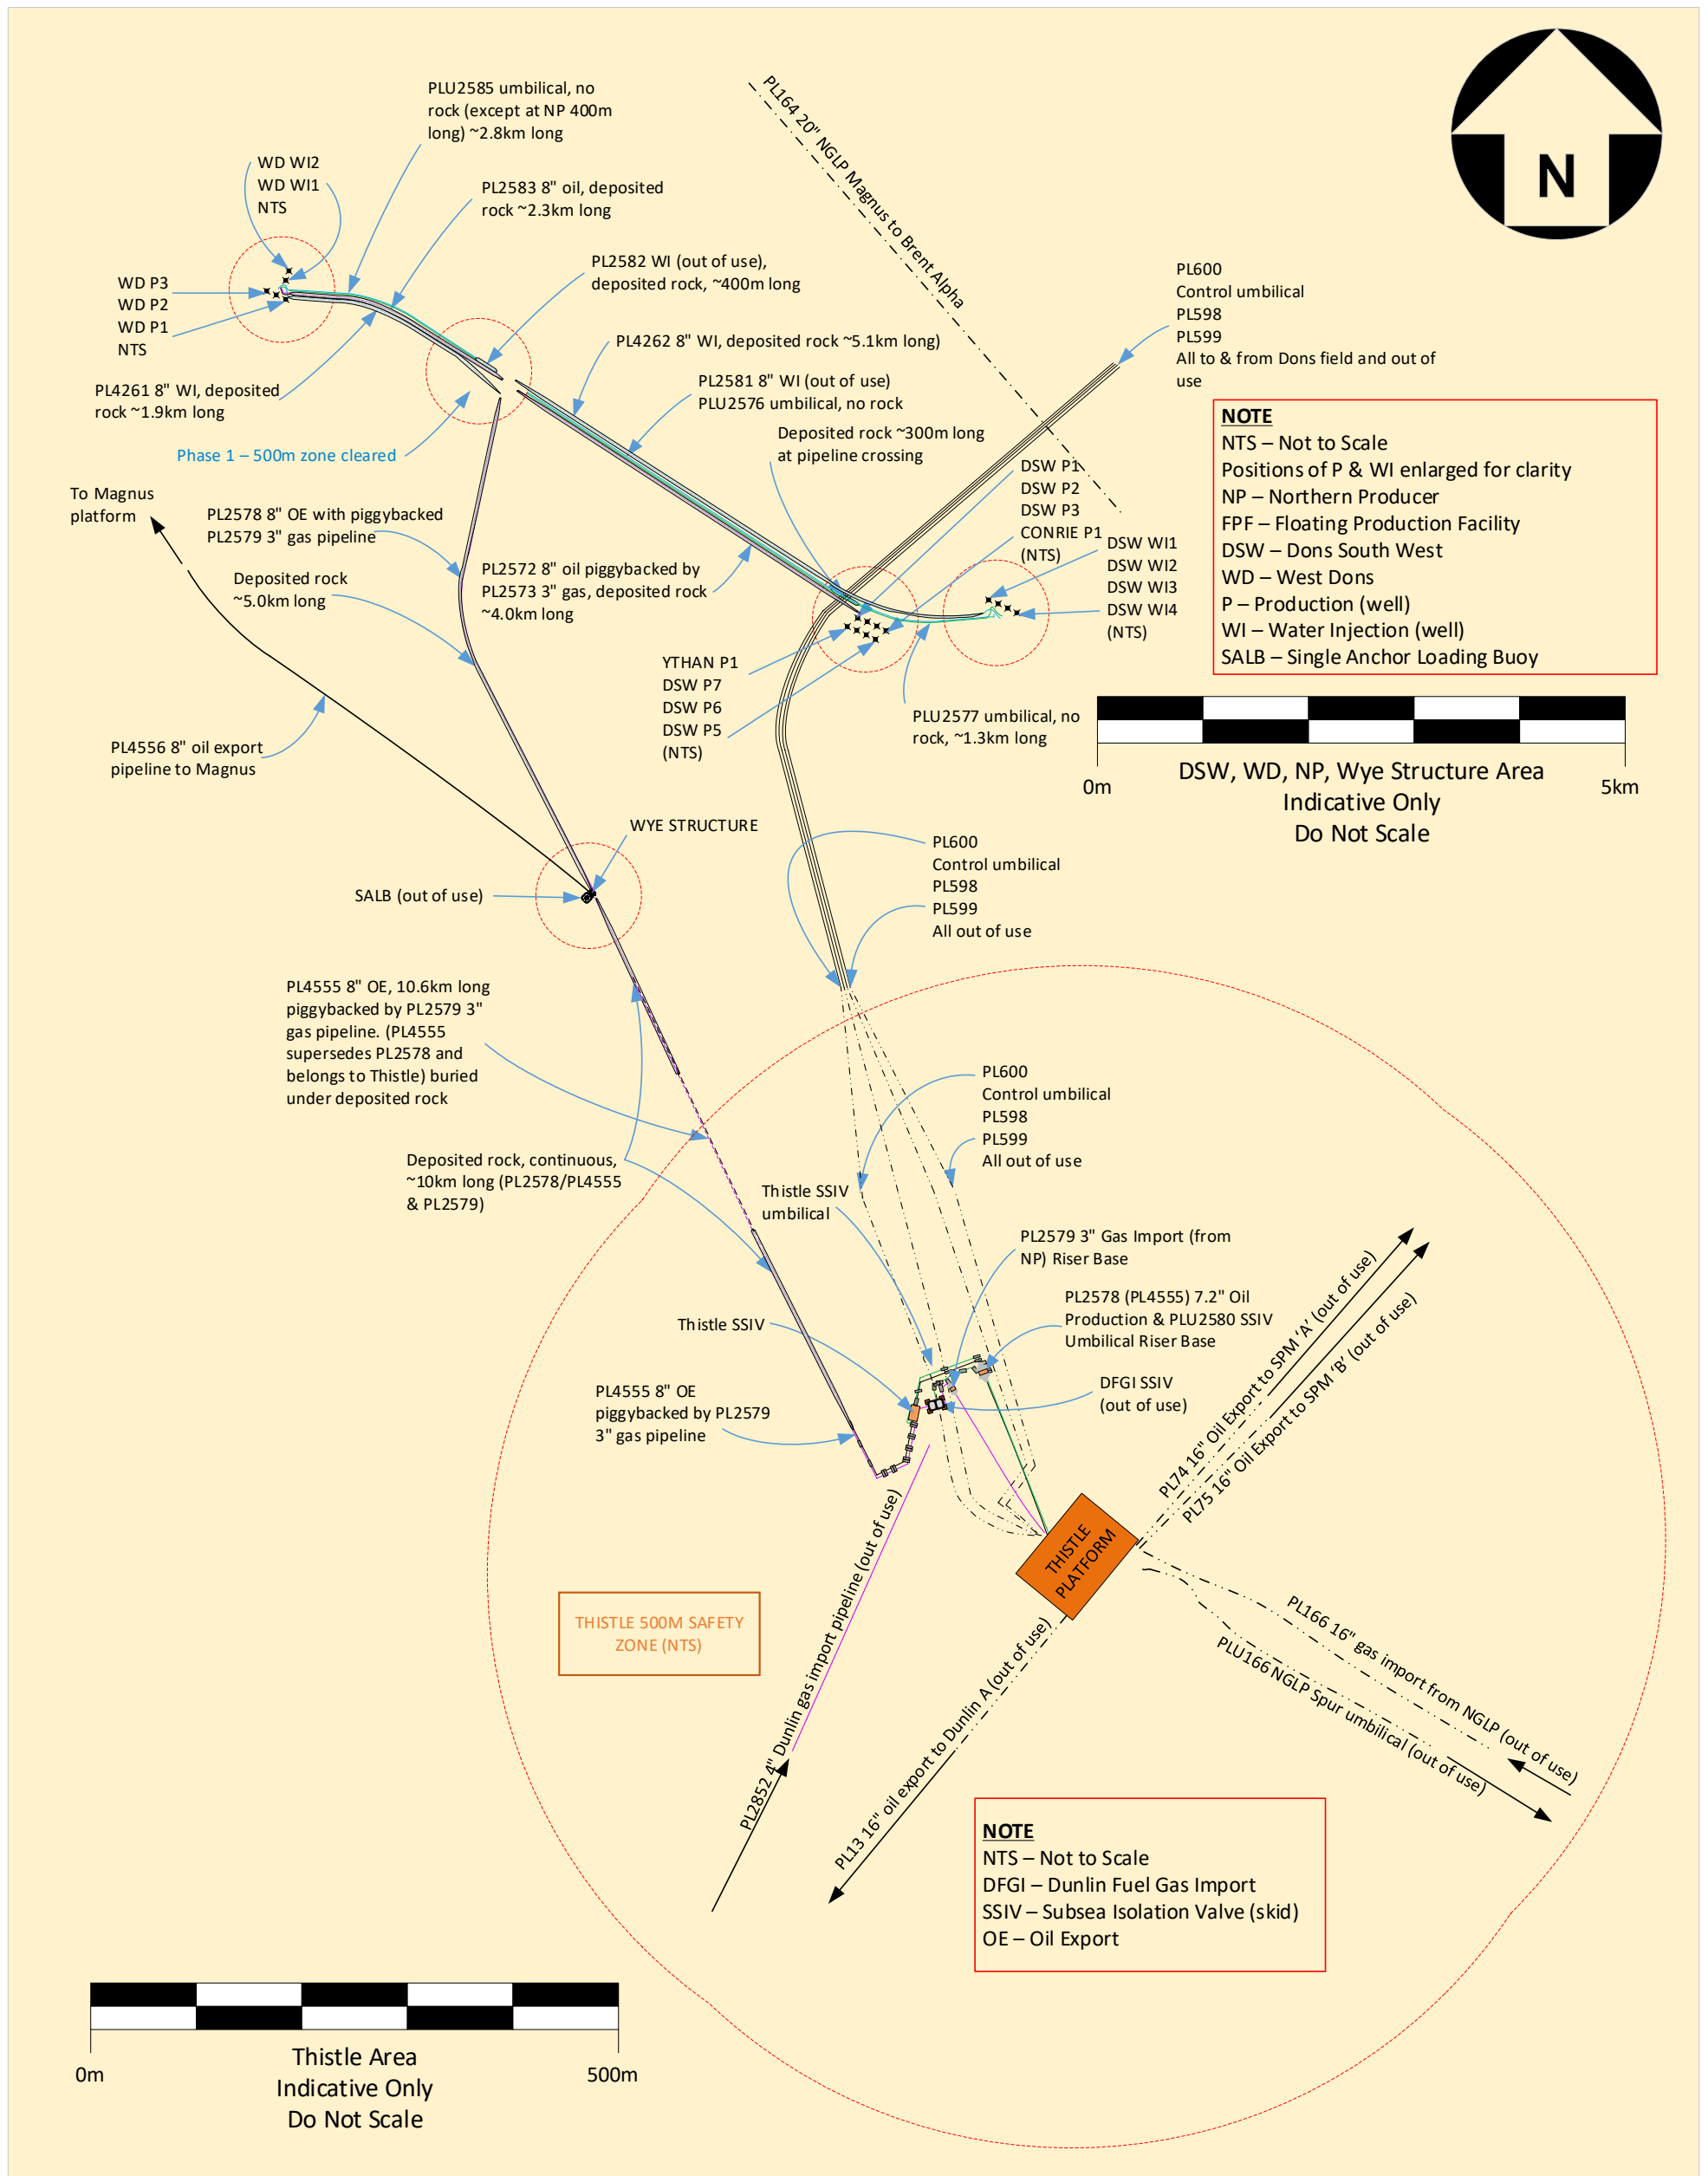 PLU2585 umbilical, no
rock (except at NP 400m
long) ~2.8km long
PL164 20" NGLP Magnus to Brent Alpha
N
WD WI2
WD WI1
NTS
PL2583 8" oil, deposited
rock ~2.3km long
PL2582 WI (out of use),
deposited rock, ~400m long
WD P3
WD P2
WD P1
NTS
PL600
Control umbilical
PL598
PL599
All to & from Dons field and out of
use
PL4262 8" WI, deposited rock ~5.1km long)
PL4261 8" WI, deposited
rock ~1.9km long
PL2581 8" WI (out of use)
PLU2576 umbilical, no rock
Deposited rock ~300m long
at pipeline crossing
Phase 1 – 500m zone cleared
NOTE
NTS – Not to Scale
Positions of P & WI enlarged for clarity
NP – Northern Producer
FPF – Floating Production Facility
DSW – Dons South West
WD – West Dons
P – Production (well)
WI – Water Injection (well)
SALB – Single Anchor Loading Buoy
DSW P1
DSW P2
DSW P3
CONRIE P1
(NTS)
To Magnus
platform
PL2578 8" OE with piggybacked
PL2579 3" gas pipeline
DSW WI1
DSW WI2
DSW WI3
DSW WI4
(NTS)
Deposited rock
~5.0km long
PL2572 8" oil piggybacked by
PL2573 3" gas, deposited rock
~4.0km long
YTHAN P1
DSW P7
DSW P6
DSW P5
(NTS)
PLU2577 umbilical, no
rock, ~1.3km long
PL4556 8" oil export
pipeline to Magnus
0m
5km
DSW, WD, NP, Wye Structure Area
Indicative Only
Do Not Scale
WYE STRUCTURE
SALB (out of use)
PL600
Control umbilical
PL598
PL599
All out of use
PL4555 8" OE, 10.6km long
piggybacked by PL2579 3"
gas pipeline. (PL4555
supersedes PL2578 and
belongs to Thistle) buried
under deposited rock
PL600
Control umbilical
PL598
PL599
All out of use
Deposited rock, continuous,
~10km long (PL2578/PL4555
& PL2579)
Thistle SSIV
umbilical
PL2579 3" Gas Import (from
NP) Riser Base
PL2578 (PL4555) 7.2" Oil
Production & PLU2580 SSIV
Umbilical Riser Base
Thistle SSIV
DFGI SSIV
(out of use)
PL4555 8" OE
piggybacked by PL2579
3" gas pipeline
PL74 16" Oil Export to SPM ‘A’ (out of use)
PL75 16" Oil Export to SPM ‘B’ (out of use)
THISTLE
PLATFORM
THISTLE 500M SAFETY
ZONE (NTS)
PL2852 4" Dunlin gas import pipeline (out of use)
PL13 16" oil export to Dunlin A (out of use)
PL166 16" gas import from NGLP (out of use)
PLU166 NGLP Spur umbilical (out of use)
NOTE
NTS – Not to Scale
DFGI – Dunlin Fuel Gas Import
SSIV – Subsea Isolation Valve (skid)
OE – Oil Export
0m
500m
Thistle Area
Indicative Only
Do Not Scale